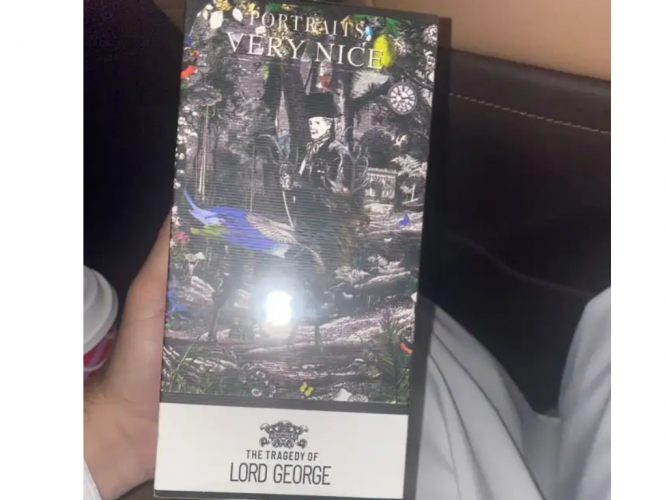 PORTRAITS
VERY NICE
THE TRAGEDY OF
LORD GEORGE